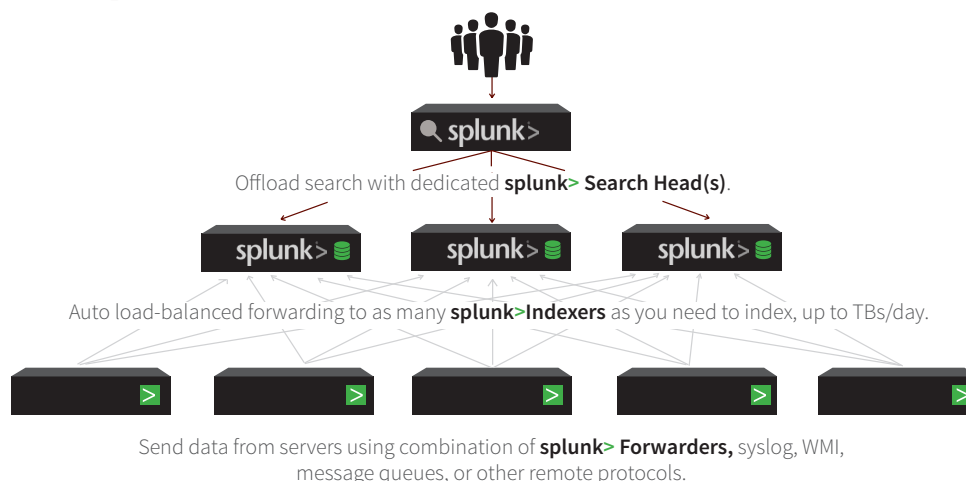 splunk>
Offload search with dedicated splunk> Search Head(s).
splunk> splunk> splunk>
Auto load-balanced forwarding to as many splunk>Indexers as you need to index, up to TBs/day.
> > > > >
Send data from servers using combination of splunk> Forwarders, syslog, WMI,
message queues, or other remote protocols.